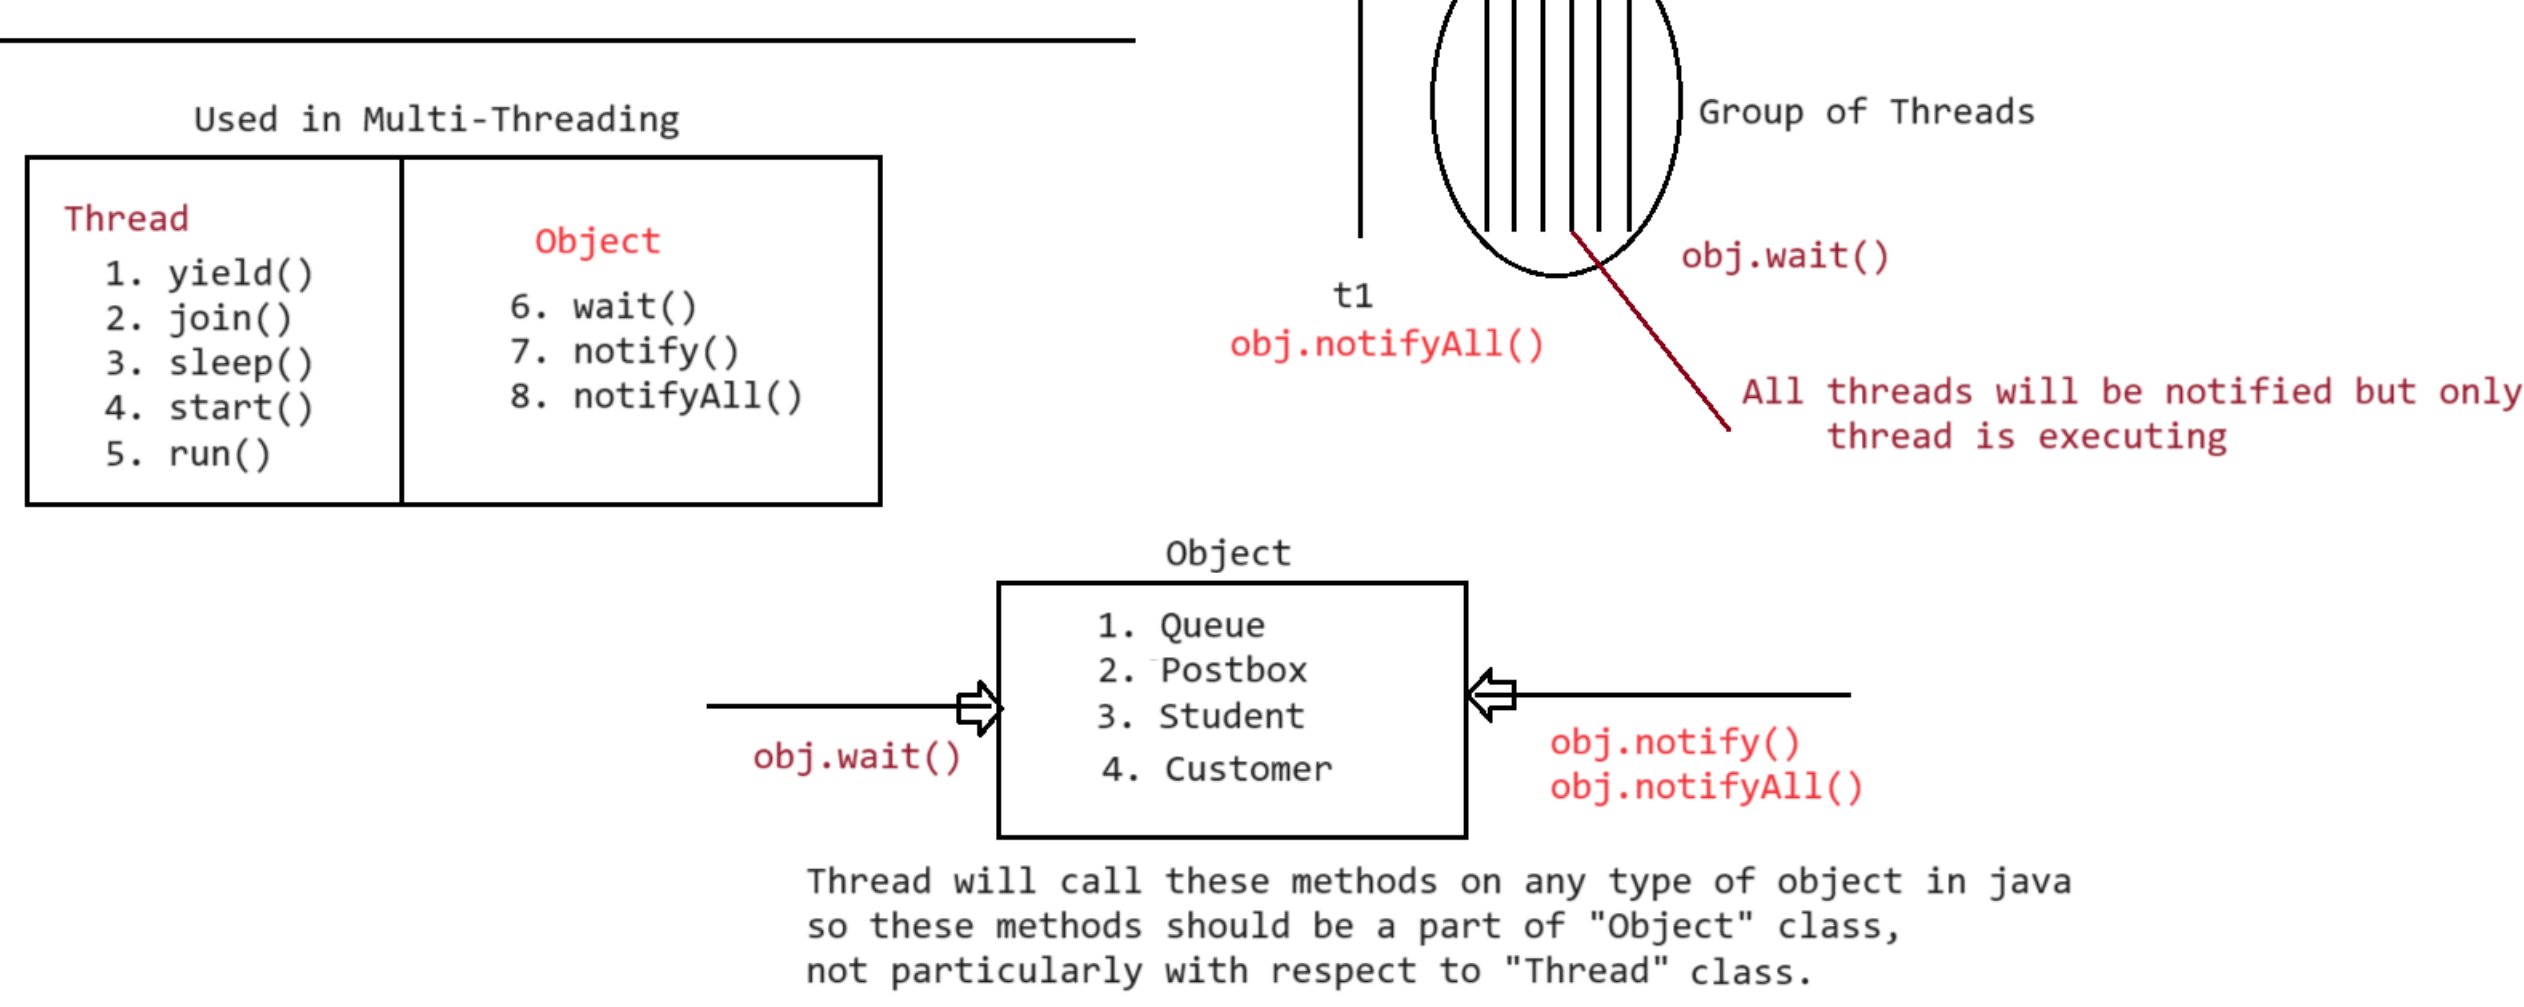 Used in Multi-Threading
Thread
1. yield()
2. join()
3. sleep()
4. start()
5. run()
Object
6. wait()
7. notify()
8. notifyAll()
Group of Threads
obj.wait()
t1
obj.notifyAll()
All threads will be notified but only
thread is executing
Object
1. Queue
2. Postbox
3. Student
4. Customer
obj.wait()
obj.notify()
obj.notifyAll()
Thread will call these methods on any type of object in java
so these methods should be a part of "Object" class,
not particularly with respect to "Thread" class.